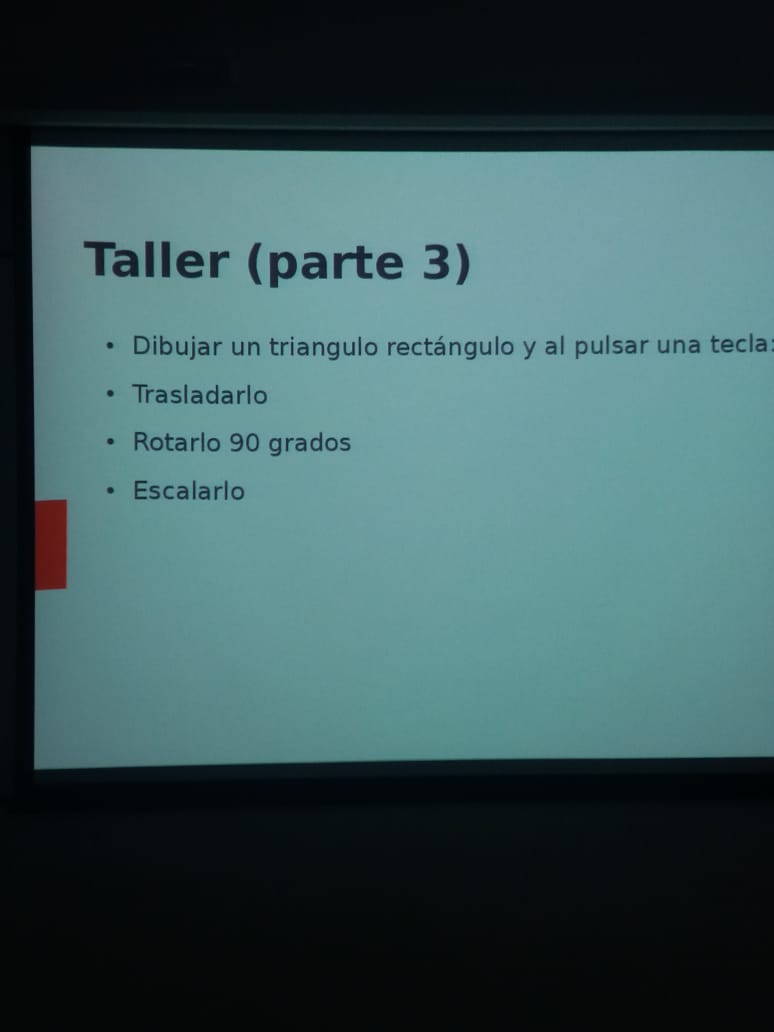 Taller (parte 3)
• Dibujar un triangulo rectángulo y al pulsar una tecla:
• Trasladarlo
• Rotarlo 90 grados
• Escalarlo